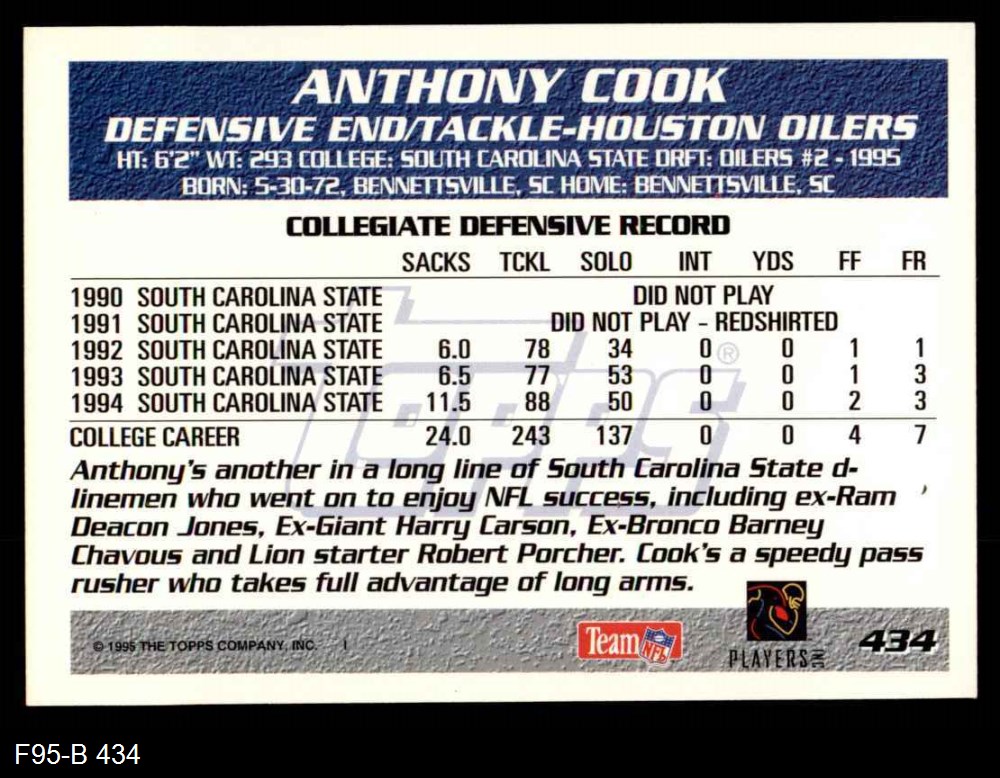 ANTHONY COOK
DEFENSIVE END/TACKLE-HOUSTON OILERS
HT: 6'2" WT: 293 COLLEGE: SOUTH CAROLINA STATE DRFT: OILERS #2 - 1995
BORN: 5-30-72, BENNETTSVILLE, SC HOME: BENNETTSVILLE, SC
COLLEGIATE DEFENSIVE RECORD
SACKS TCKL SOLO INT YDS FF FR
1990 SOUTH CAROLINA STATE DID NOT PLAY
1991 SOUTH CAROLINA STATE DID NOT PLAY - REDSHIRTED
1992 SOUTH CAROLINA STATE 6.0 78 34 0 0 1 1
1993 SOUTH CAROLINA STATE 6.5 77 53 0 0 1 3
1994 SOUTH CAROLINA STATE 11.5 88 50 0 0 2 3
COLLEGE CAREER 24.0 243 137 0 0 4 7
Topps®
Anthony's another in a long line of South Carolina State d-
linemen who went on to enjoy NFL success, including ex-Ram
Deacon Jones, Ex-Giant Harry Carson, Ex-Bronco Barney
Chavous and Lion starter Robert Porcher. Cook's a speedy pass
rusher who takes full advantage of long arms.
© 1995 THE TOPPS COMPANY, INC. I
Team NFL
PLAYERS INC
434
F95-B 434